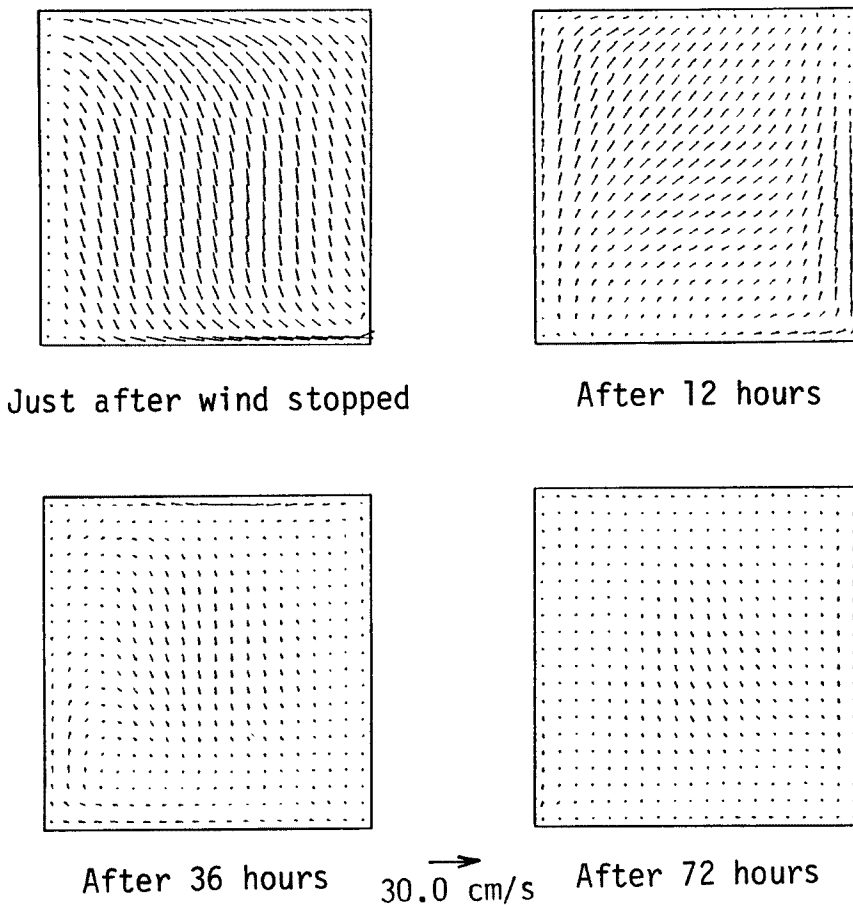 Just after wind stopped
After 12 hours
After 36 hours
30.0 cm/s
After 72 hours